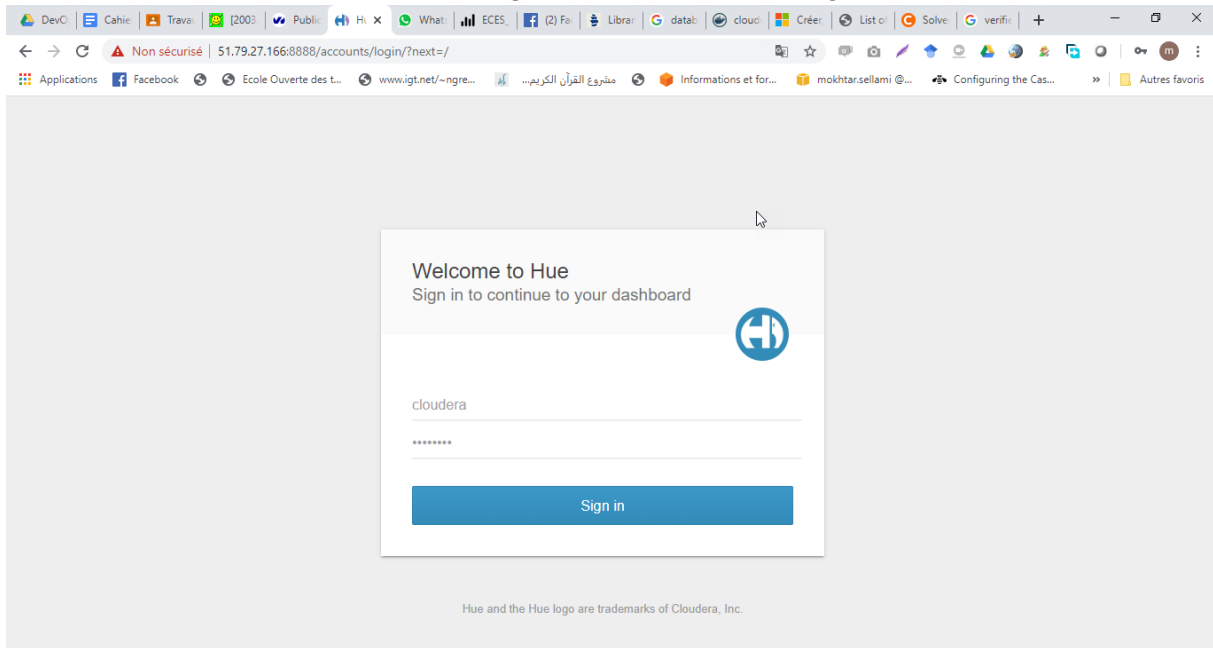 DevO Cahie Travau [2003 Public Hu What: ECES_ (2) Fa Librar datab cloud Créer List of Solve verific
Non sécurisé 51.79.27.166:8888/accounts/login/?next=/
Applications Facebook Ecole Ouverte des t... www.igt.net/~ngre... مشروع القرآن الكريم... Informations et for... mokhtar.sellami @... Configuring the Cas... » Autres favoris
Welcome to Hue
Sign in to continue to your dashboard
cloudera
••••••••
Sign in
Hue and the Hue logo are trademarks of Cloudera, Inc.